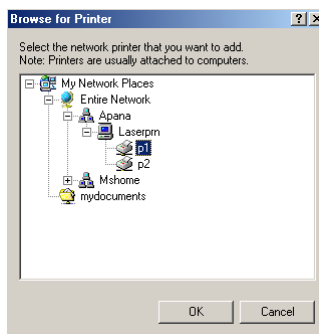 Browse for Printer
Select the network printer that you want to add.
Note: Printers are usually attached to computers.
My Network Places
Entire Network
Apana
Laserprn
p1
p2
Mshome
mydocuments
OK Cancel